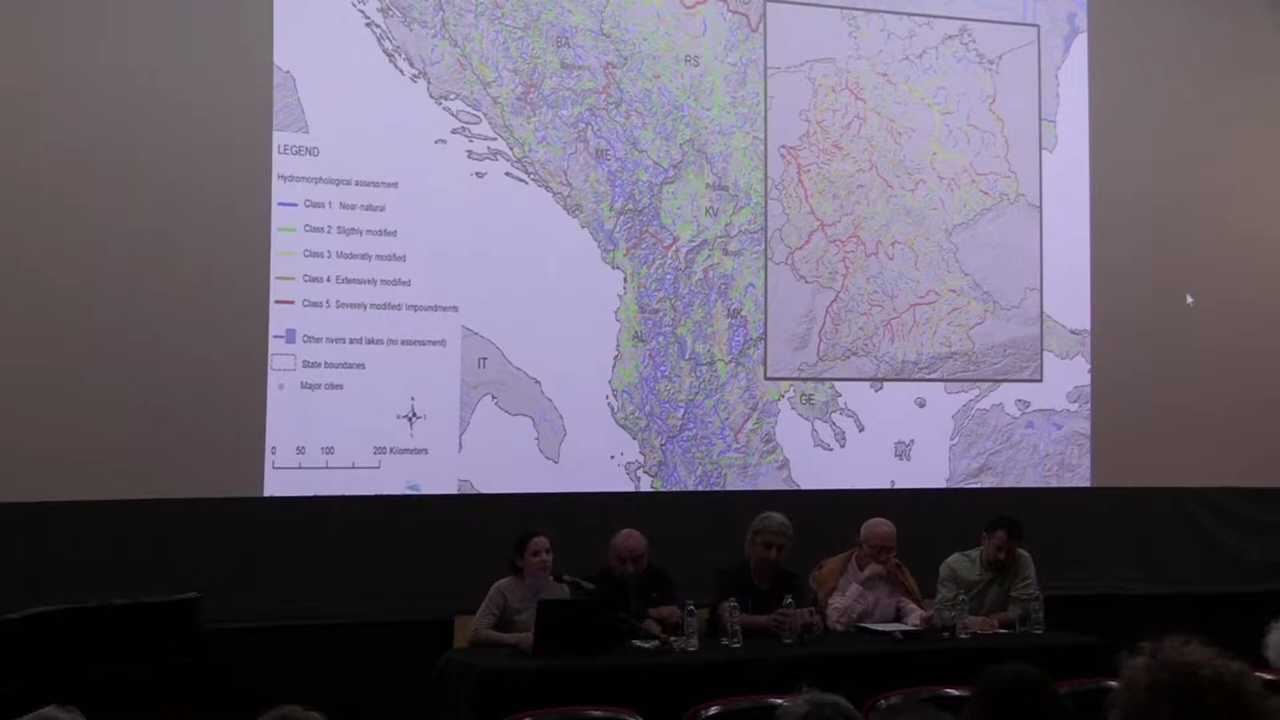 BA
RS
LEGEND
ME
Hydromorphological assessment
Class 1: Near-natural
KV
Class 2: Sligthly modified
Class 3: Moderatly modified
Class 4: Extensively modified
Class 5: Severely modified/ Impoundments
MK
AL
Other rivers and lakes (no assessment)
IT
State boundaries
Major cities
GE
0 50 100 200 Kilometers